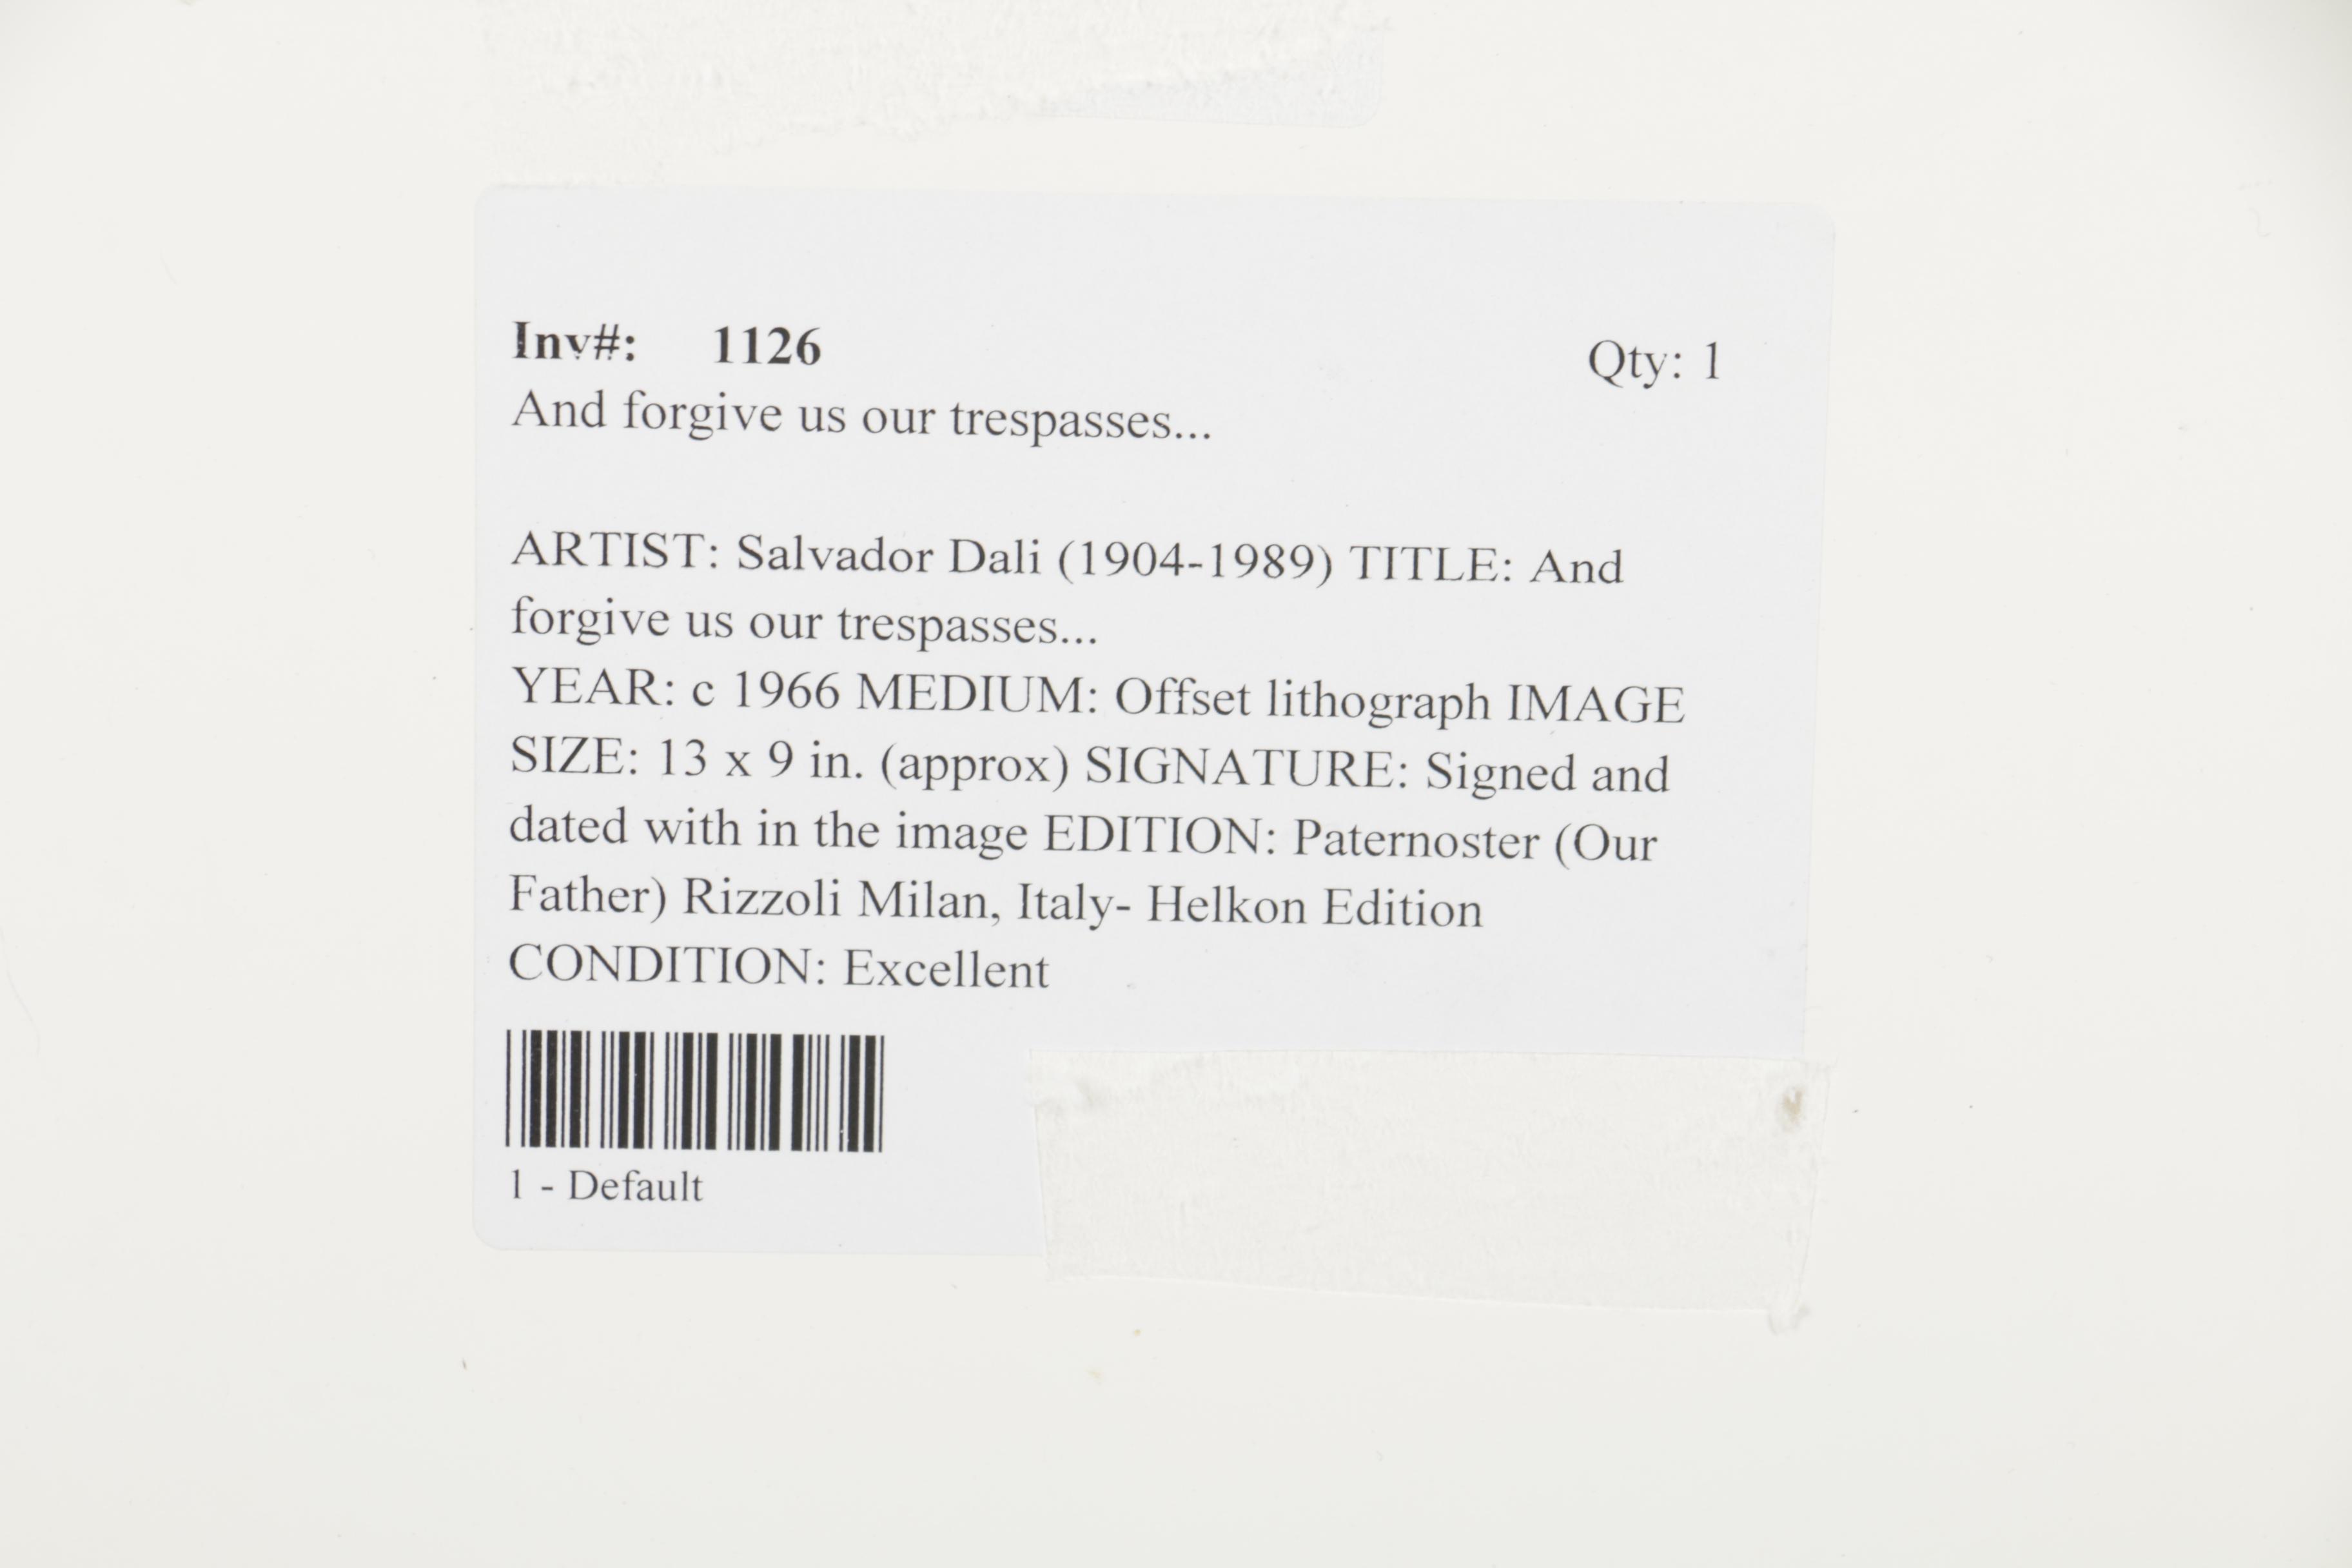 Inv#: 1126 Qty: 1
And forgive us our trespasses...
ARTIST: Salvador Dali (1904-1989) TITLE: And
forgive us our trespasses...
YEAR: c 1966 MEDIUM: Offset lithograph IMAGE
SIZE: 13 x 9 in. (approx) SIGNATURE: Signed and
dated with in the image EDITION: Paternoster (Our
Father) Rizzoli Milan, Italy- Helkon Edition
CONDITION: Excellent
1 - Default